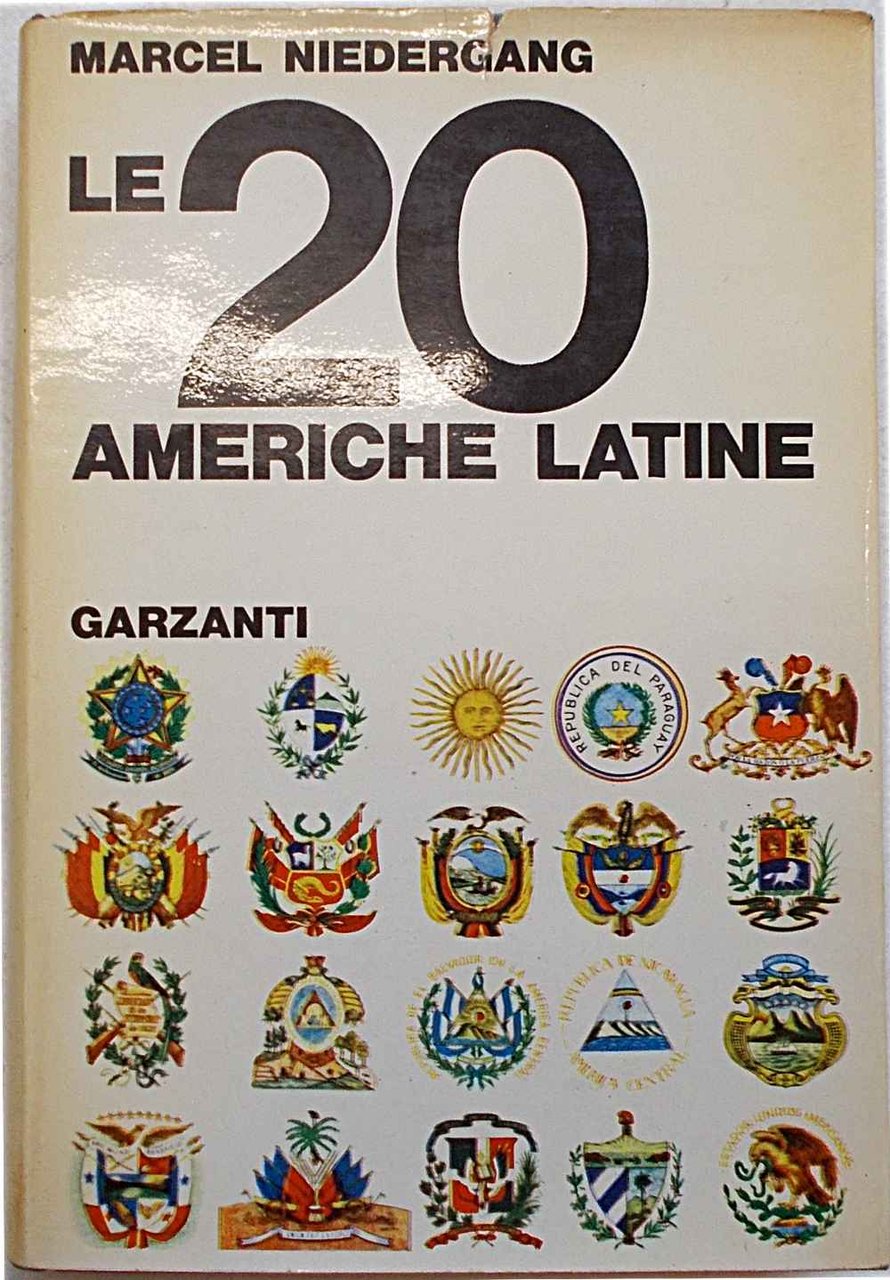 MARCEL NIEDERGANG
LE 20
AMERICHE LATINE
GARZANTI
REPUBLICA DEL PARAGUAY